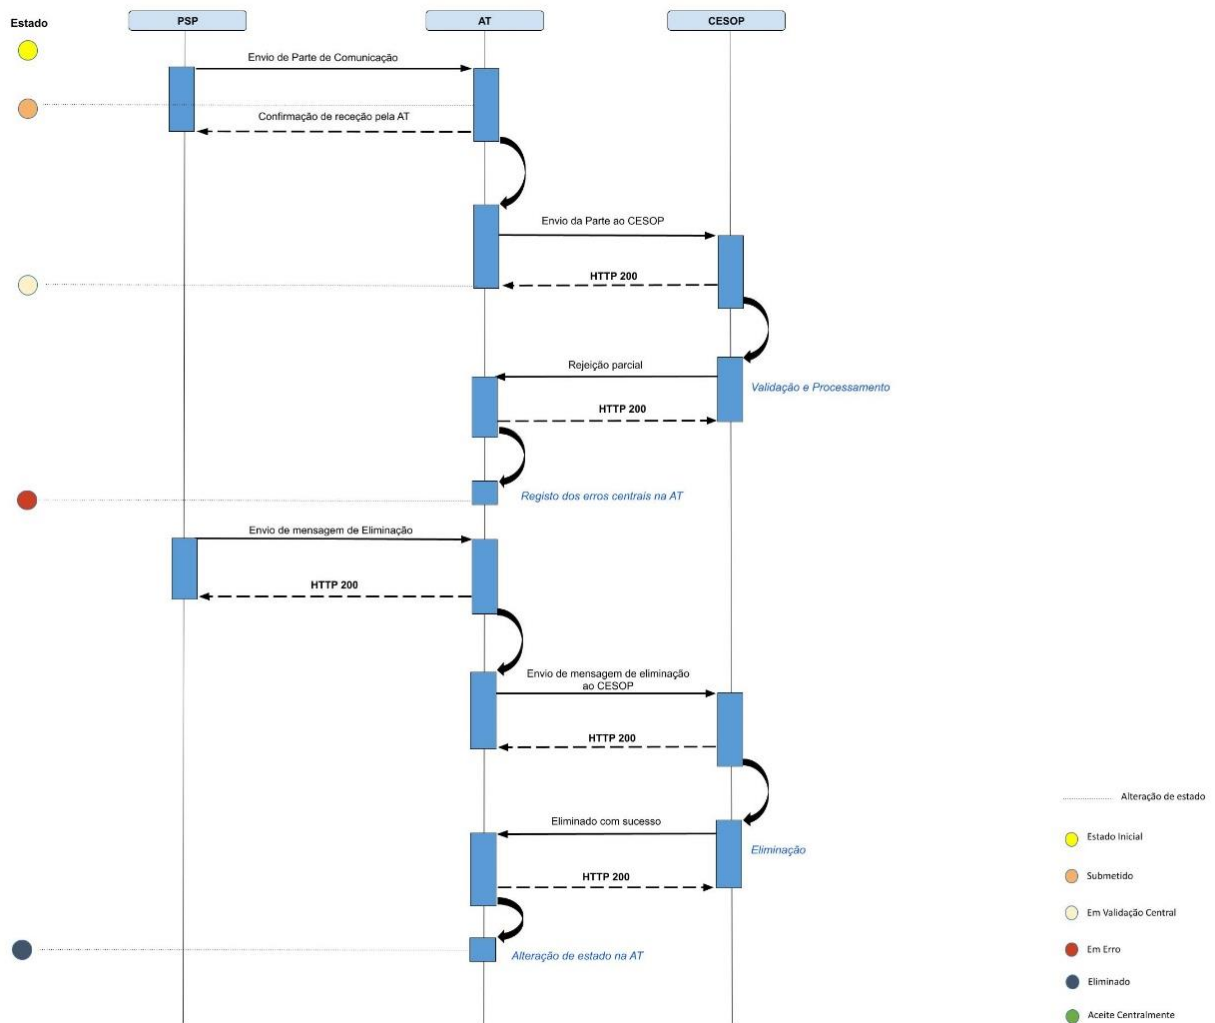 Estado
PSP
AT
CESOP
Envio de Parte de Comunicação
Confirmação de receção pela AT
Envio da Parte ao CESOP
HTTP 200
Rejeição parcial
Validação e Processamento
HTTP 200
Registo dos erros centrais na AT
Envio de mensagem de Eliminação
HTTP 200
Envio de mensagem de eliminação
ao CESOP
HTTP 200
Eliminado com sucesso
Eliminação
HTTP 200
Alteração de estado na AT
Alteração de estado
Estado Inicial
Submetido
Em Validação Central
Em Erro
Eliminado
Aceite Centralmente